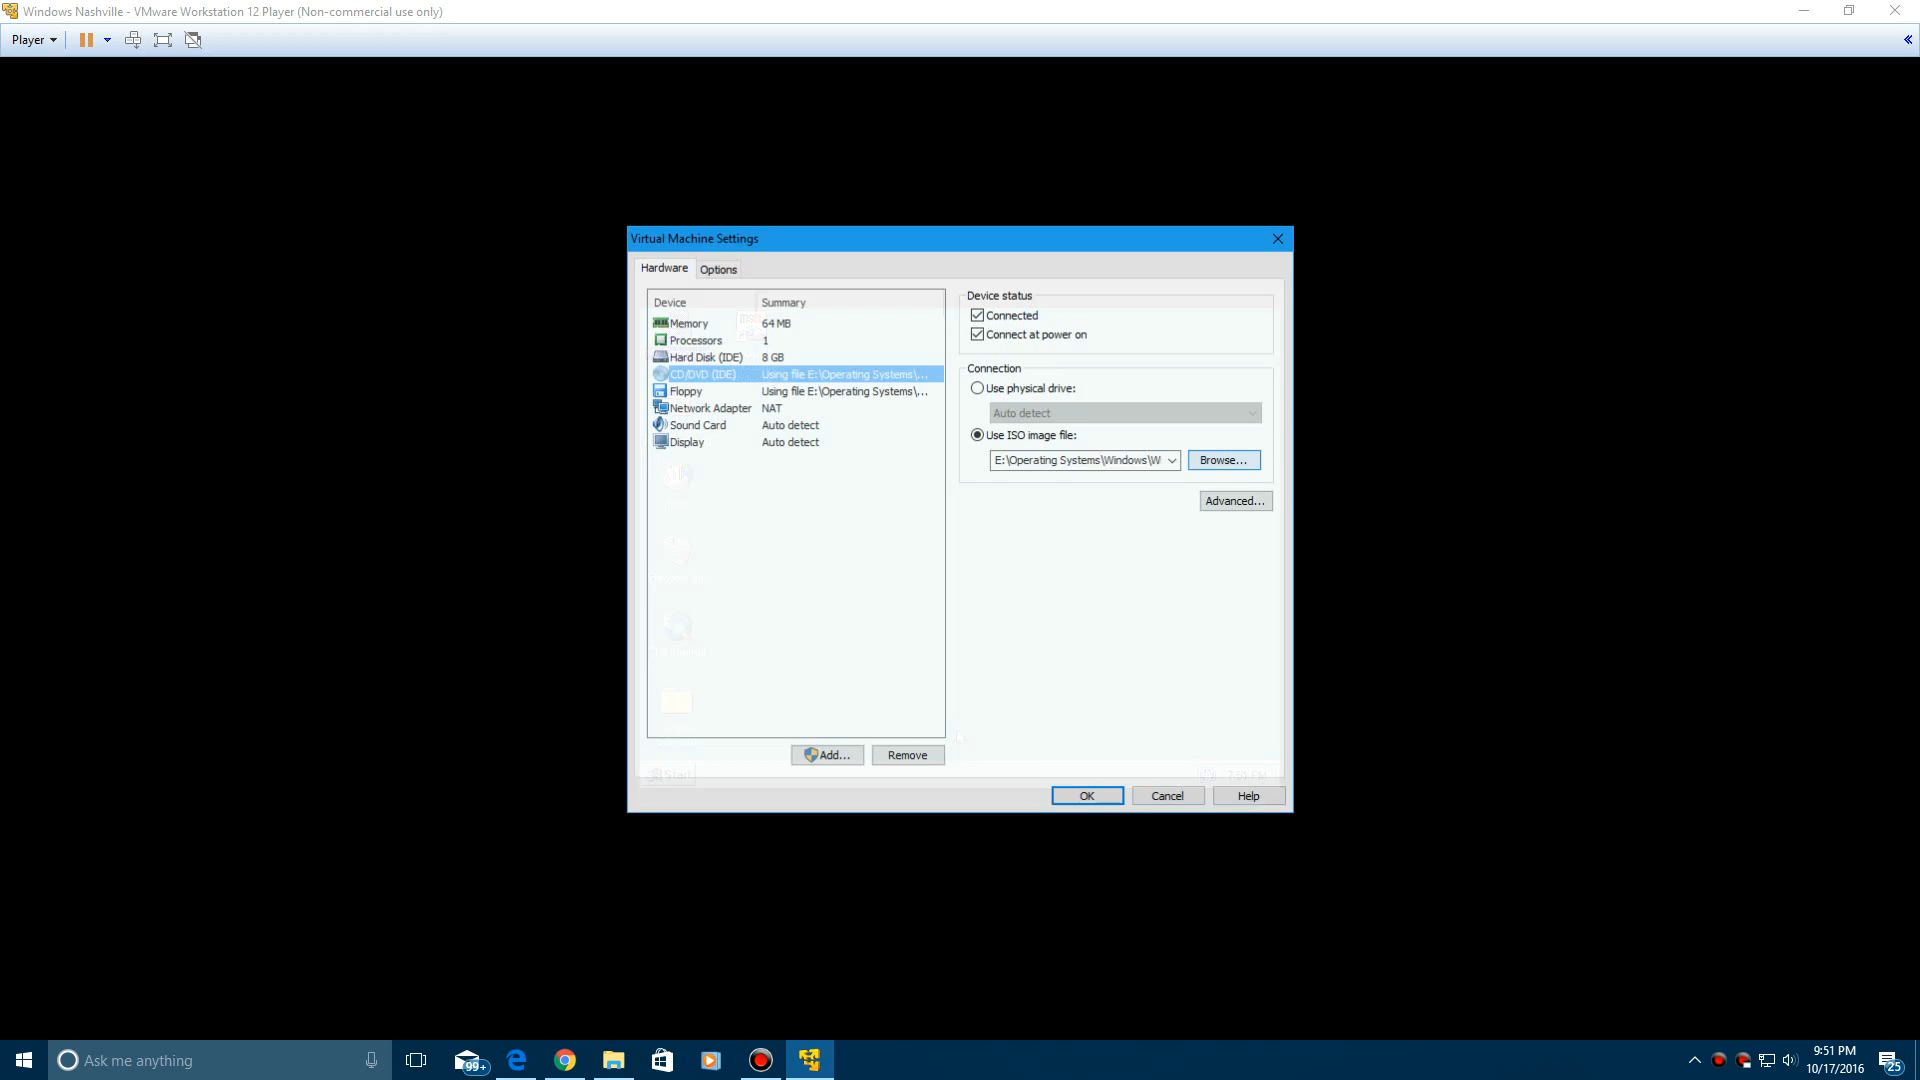 Windows Nashville - VMware Workstation 12 Player (Non-commercial use only)
Player
Virtual Machine Settings
Hardware
Options
Device
Summary
Memory
64 MB
Processors
1
Hard Disk (IDE)
8 GB
CD/DVD (IDE)
Using file E:\Operating Systems\...
Floppy
Using file E:\Operating Systems\...
Network Adapter
NAT
Sound Card
Auto detect
Display
Auto detect
Device status
Connected
Connect at power on
Connection
Use physical drive:
Auto detect
Use ISO image file:
E:\Operating Systems\Windows\W
Browse...
Advanced...
Add...
Remove
Start
7:51 PM
OK
Cancel
Help
Ask me anything
99+
9:51 PM
10/17/2016
25